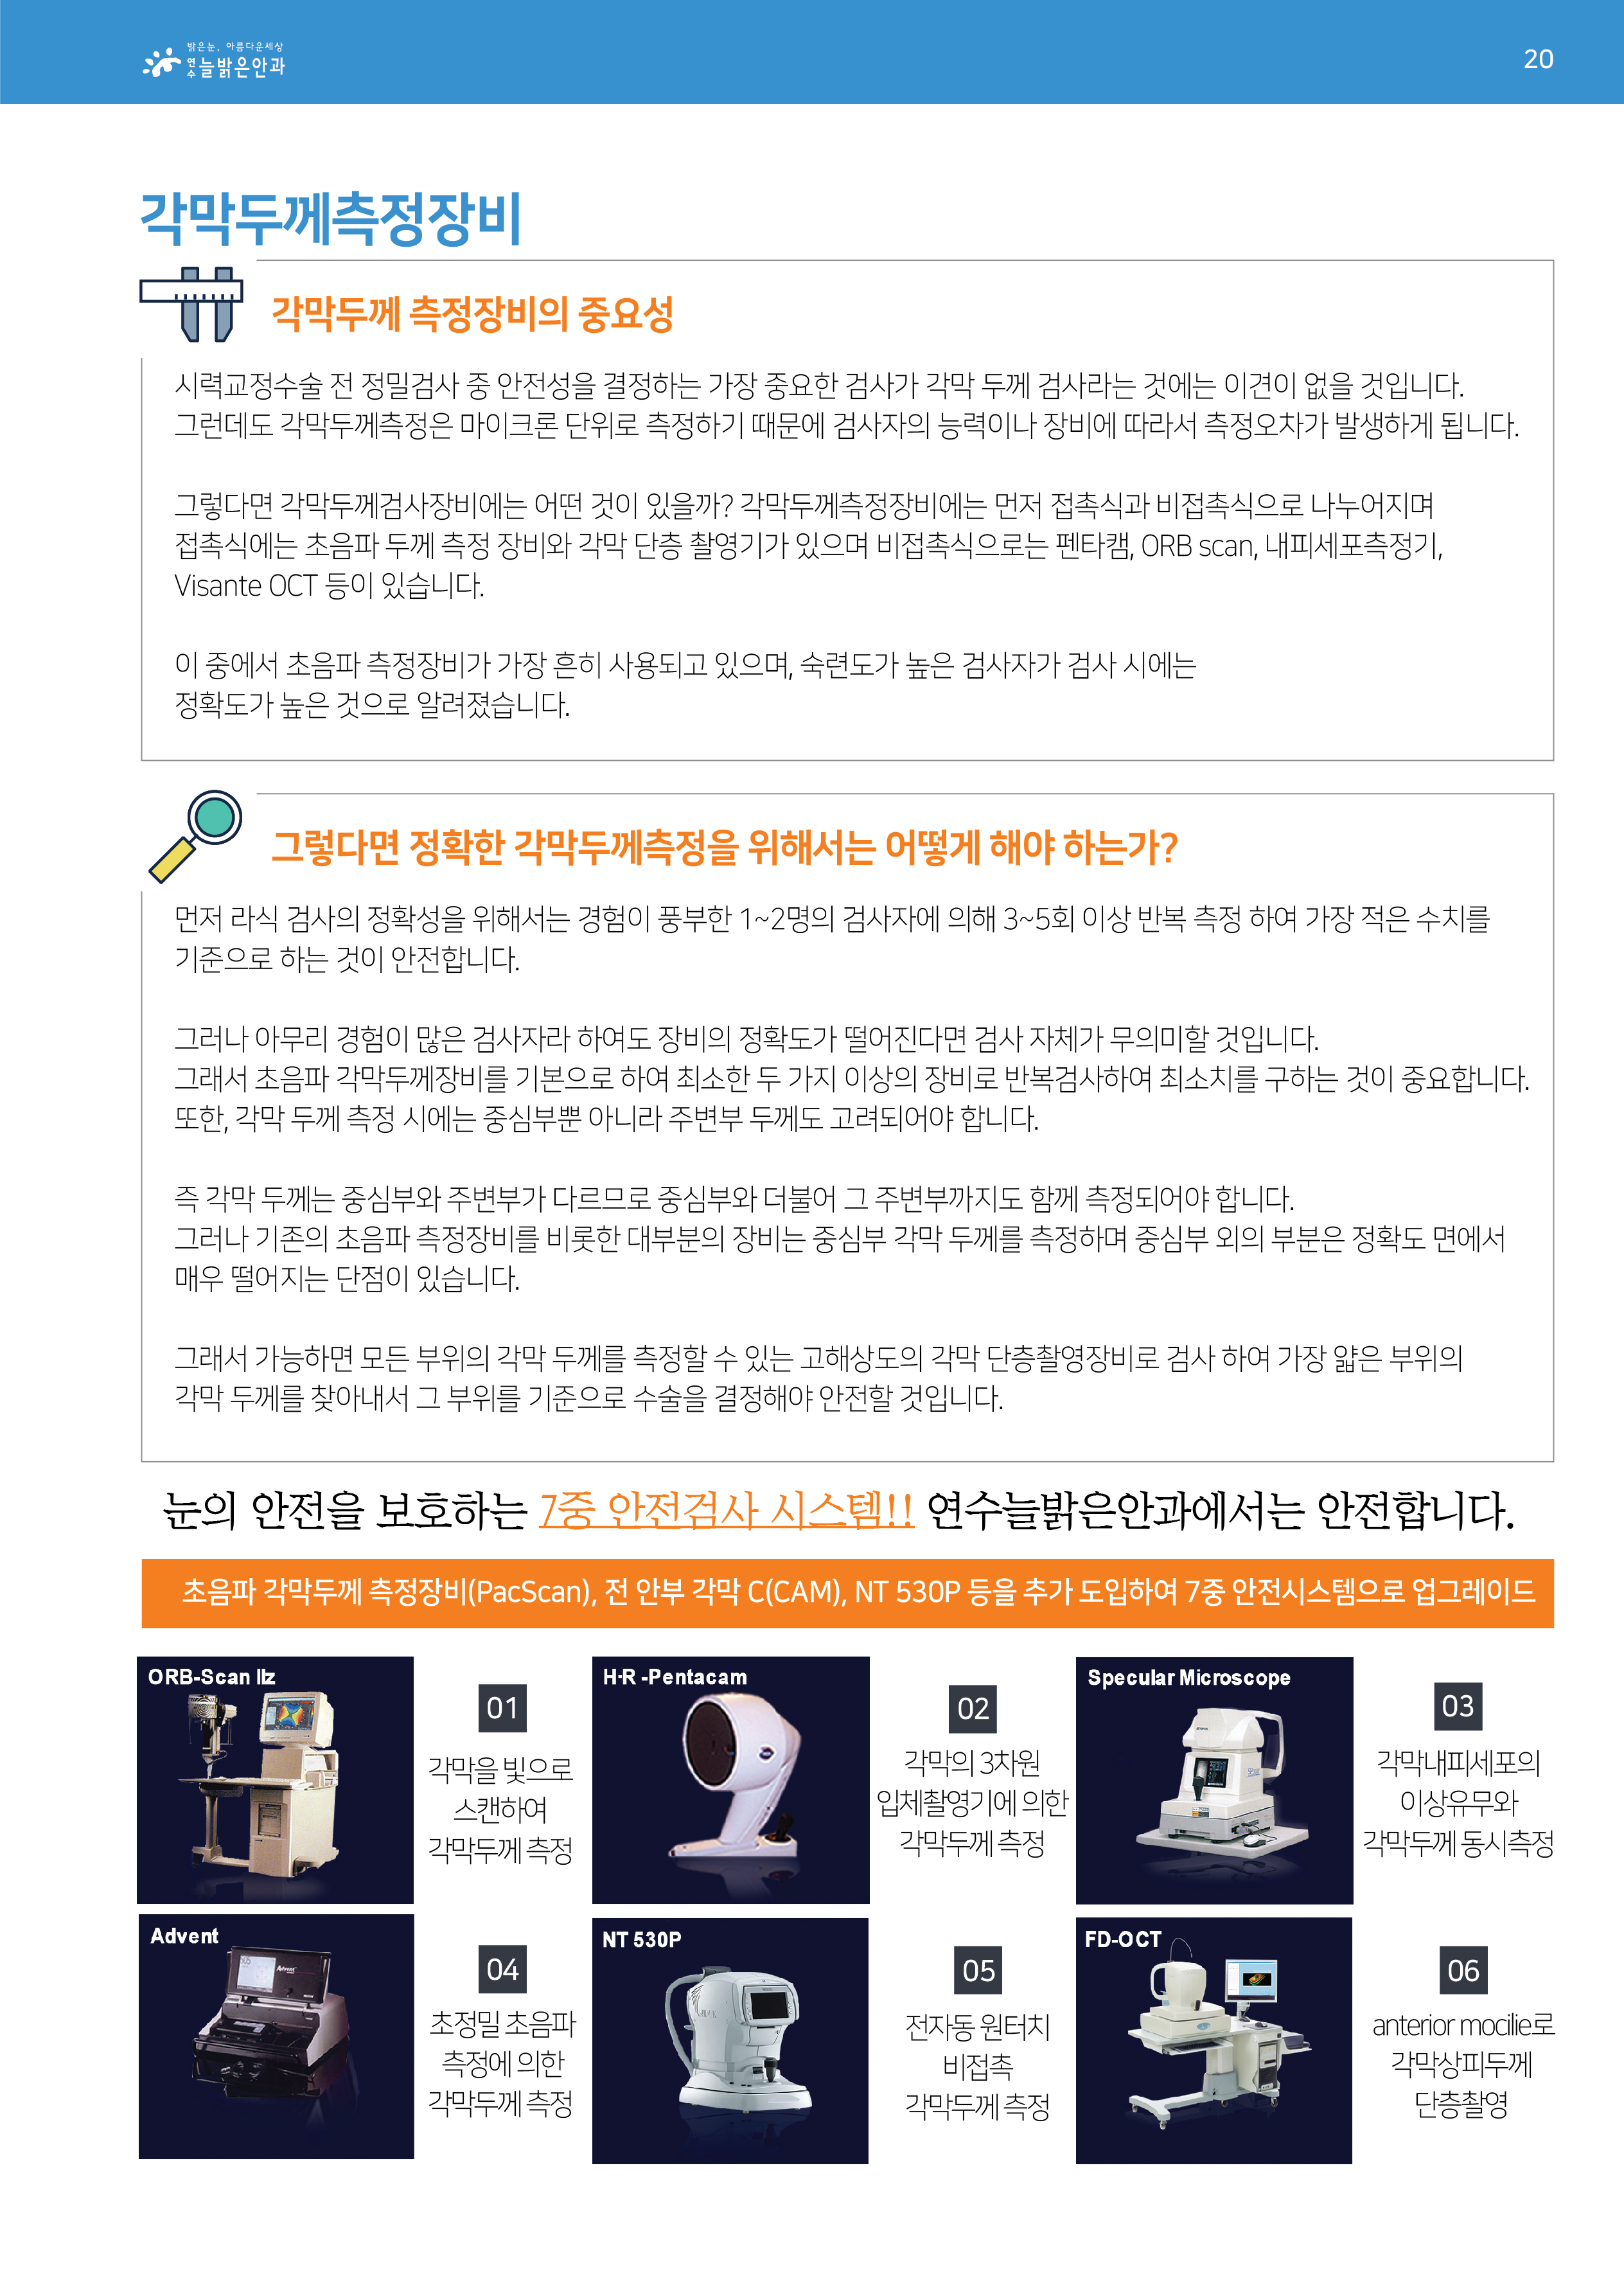 밝은눈, 아름다운세상
연수 늘밝은안과
20
각막두께측정장비
각막두께 측정장비의 중요성
시력교정수술 전 정밀검사 중 안전성을 결정하는 가장 중요한 검사가 각막 두께 검사라는 것에는 이견이 없을 것입니다.
그런데도 각막두께측정은 마이크론 단위로 측정하기 때문에 검사자의 능력이나 장비에 따라서 측정오차가 발생하게 됩니다.
그렇다면 각막두께검사장비에는 어떤 것이 있을까? 각막두께측정장비에는 먼저 접촉식과 비접촉식으로 나누어지며
접촉식에는 초음파 두께 측정 장비와 각막 단층 촬영기가 있으며 비접촉식으로는 펜타캠, ORB scan, 내피세포측정기,
Visante OCT 등이 있습니다.
이 중에서 초음파 측정장비가 가장 흔히 사용되고 있으며, 숙련도가 높은 검사자가 검사 시에는
정확도가 높은 것으로 알려졌습니다.
그렇다면 정확한 각막두께측정을 위해서는 어떻게 해야 하는가?
먼저 라식 검사의 정확성을 위해서는 경험이 풍부한 1~2명의 검사자에 의해 3~5회 이상 반복 측정 하여 가장 적은 수치를
기준으로 하는 것이 안전합니다.
그러나 아무리 경험이 많은 검사자라 하여도 장비의 정확도가 떨어진다면 검사 자체가 무의미할 것입니다.
그래서 초음파 각막두께장비를 기본으로 하여 최소한 두 가지 이상의 장비로 반복검사하여 최소치를 구하는 것이 중요합니다.
또한, 각막 두께 측정 시에는 중심부뿐 아니라 주변부 두께도 고려되어야 합니다.
즉 각막 두께는 중심부와 주변부가 다르므로 중심부와 더불어 그 주변부까지도 함께 측정되어야 합니다.
그러나 기존의 초음파 측정장비를 비롯한 대부분의 장비는 중심부 각막 두께를 측정하며 중심부 외의 부분은 정확도 면에서
매우 떨어지는 단점이 있습니다.
그래서 가능하면 모든 부위의 각막 두께를 측정할 수 있는 고해상도의 각막 단층촬영장비로 검사 하여 가장 얇은 부위의
각막 두께를 찾아내서 그 부위를 기준으로 수술을 결정해야 안전할 것입니다.
눈의 안전을 보호하는 7중 안전검사 시스템!! 연수늘밝은안과에서는 안전합니다.
초음파 각막두께 측정장비(PacScan), 전 안부 각막 C(CAM), NT 530P 등을 추가 도입하여 7중 안전시스템으로 업그레이드
ORB-Scan IIz
01
각막을 빛으로
스캔하여
각막두께 측정
H-R -Pentacam
02
각막의 3차원
입체촬영기에 의한
각막두께 측정
Specular Microscope
03
각막내피세포의
이상유무와
각막두께 동시측정
Advent
04
초정밀 초음파
측정에 의한
각막두께 측정
NT 530P
05
전자동 원터치
비접촉
각막두께 측정
FD-OCT
06
anterior mocilie로
각막상피두께
단층촬영